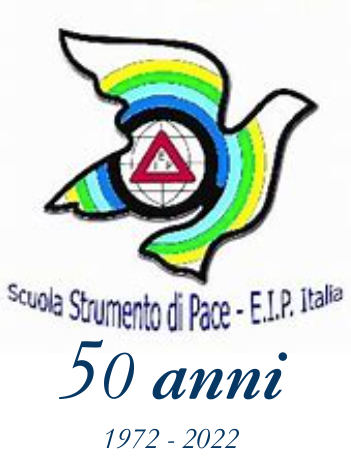 E
I P
Scuola Strumento di Pace - E.I.P. Italia
50 anni
1972 - 2022